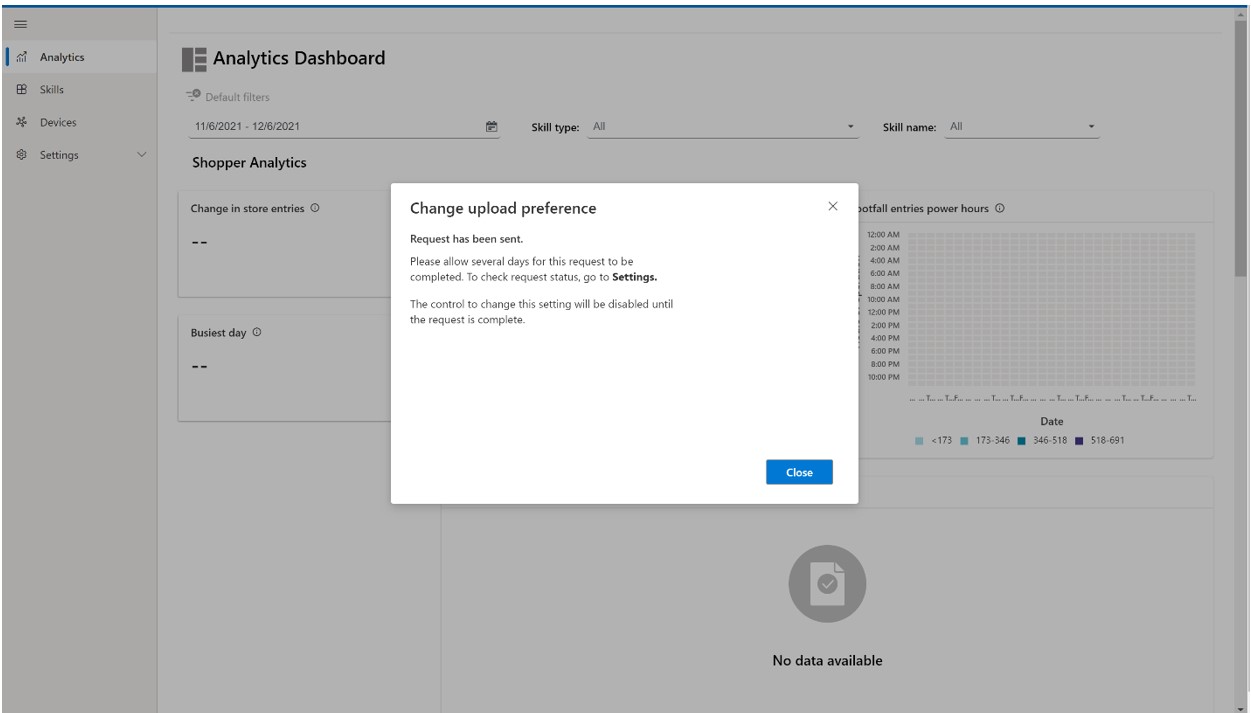 Analytics
Skills
Devices
Settings
Analytics Dashboard
Default filters
11/6/2021 - 12/6/2021
Skill type: All
Skill name: All
Shopper Analytics
Change in store entries
--
Busiest day
--
Change upload preference
Request has been sent.
Please allow several days for this request to be
completed. To check request status, go to Settings.
The control to change this setting will be disabled until
the request is complete.
Close
entries power hours
12:00 AM
2:00 AM
4:00 AM
6:00 AM
8:00 AM
10:00 AM
12:00 PM
2:00 PM
4:00 PM
6:00 PM
8:00 PM
10:00 PM
Date
<173 173-346 346-518 518-691
No data available